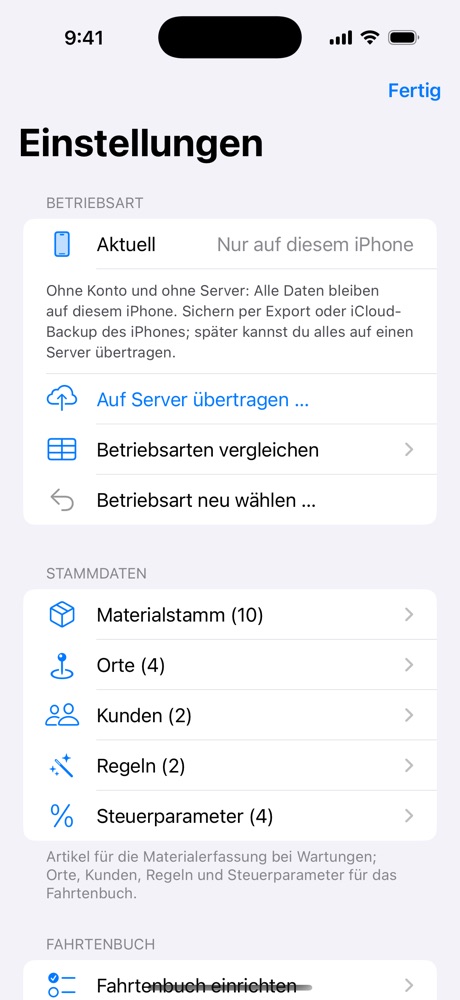 9:41
Fertig
Einstellungen
BETRIEBSART
Aktuell Nur auf diesem iPhone
Ohne Konto und ohne Server: Alle Daten bleiben
auf diesem iPhone. Sichern per Export oder iCloud-
Backup des iPhones; später kannst du alles auf einen
Server übertragen.
Auf Server übertragen ...
Betriebsarten vergleichen
Betriebsart neu wählen ...
STAMMDATEN
Materialstamm (10)
Orte (4)
Kunden (2)
Regeln (2)
Steuerparameter (4)
Artikel für die Materialerfassung bei Wartungen;
Orte, Kunden, Regeln und Steuerparameter für das
Fahrtenbuch.
FAHRTENBUCH
Fahrtenbuch einrichten